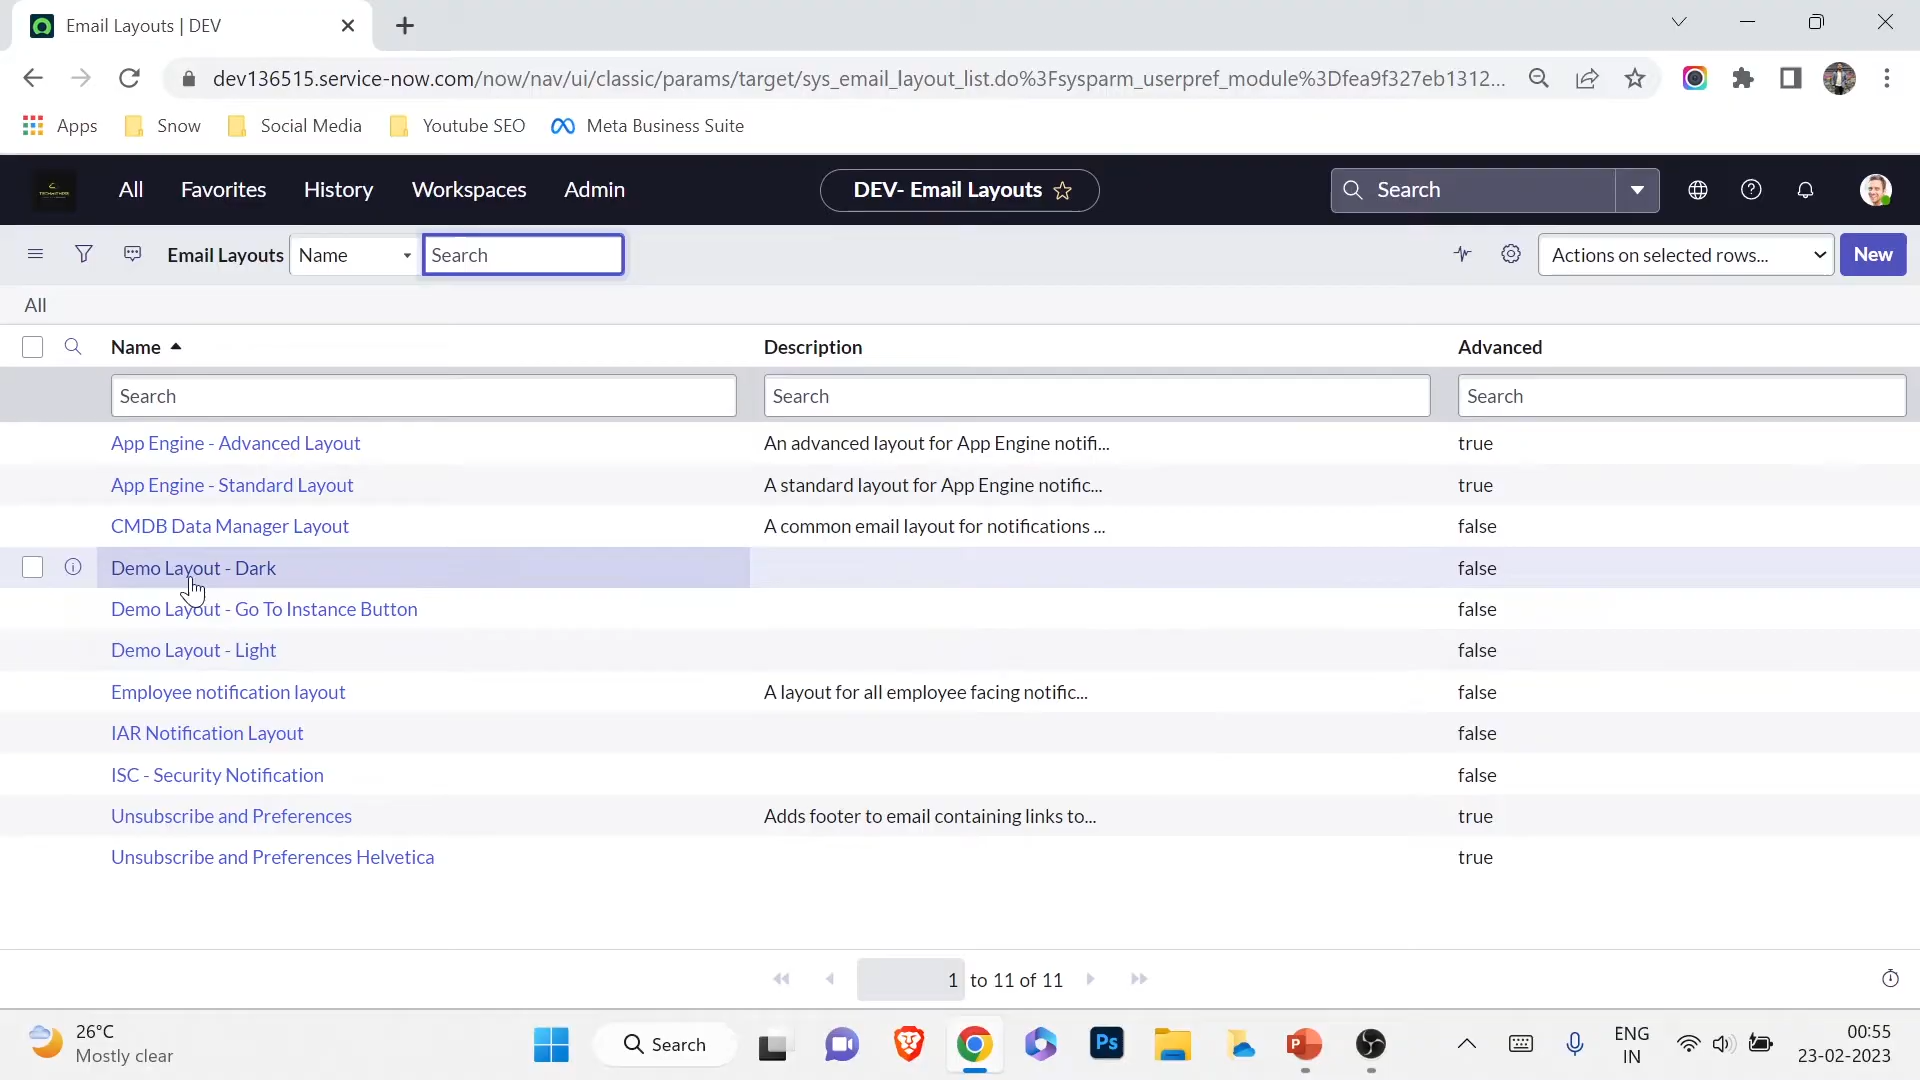 Email Layouts | DEV
dev136515.service-now.com/now/nav/ui/classic/params/target/sys_email_layout_list.do%3Fsysparm_userpref_module%3Dfea9f327eb1312...
Apps Snow Social Media Youtube SEO Meta Business Suite
All Favorites History Workspaces Admin DEV- Email Layouts Search
Email Layouts Name Search Actions on selected rows... New
All
Name Description Advanced
Search Search Search
App Engine - Advanced Layout An advanced layout for App Engine notifi... true
App Engine - Standard Layout A standard layout for App Engine notific... true
CMDB Data Manager Layout A common email layout for notifications ... false
Demo Layout - Dark false
Demo Layout - Go To Instance Button false
Demo Layout - Light false
Employee notification layout A layout for all employee facing notific... false
IAR Notification Layout false
ISC - Security Notification false
Unsubscribe and Preferences Adds footer to email containing links to... true
Unsubscribe and Preferences Helvetica true
1 to 11 of 11
26°C
Mostly clear
Search
Ps
P
ENG
IN
00:55
23-02-2023